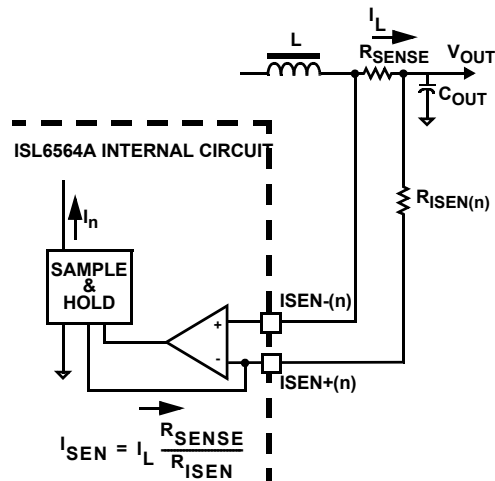 I_L
L
R_SENSE
V_OUT
C_OUT
ISL6564A INTERNAL CIRCUIT
R_ISEN(n)
I_n
SAMPLE
&
HOLD
ISEN-(n)
+
-
ISEN+(n)
I_SEN = I_L R_SENSE / R_ISEN